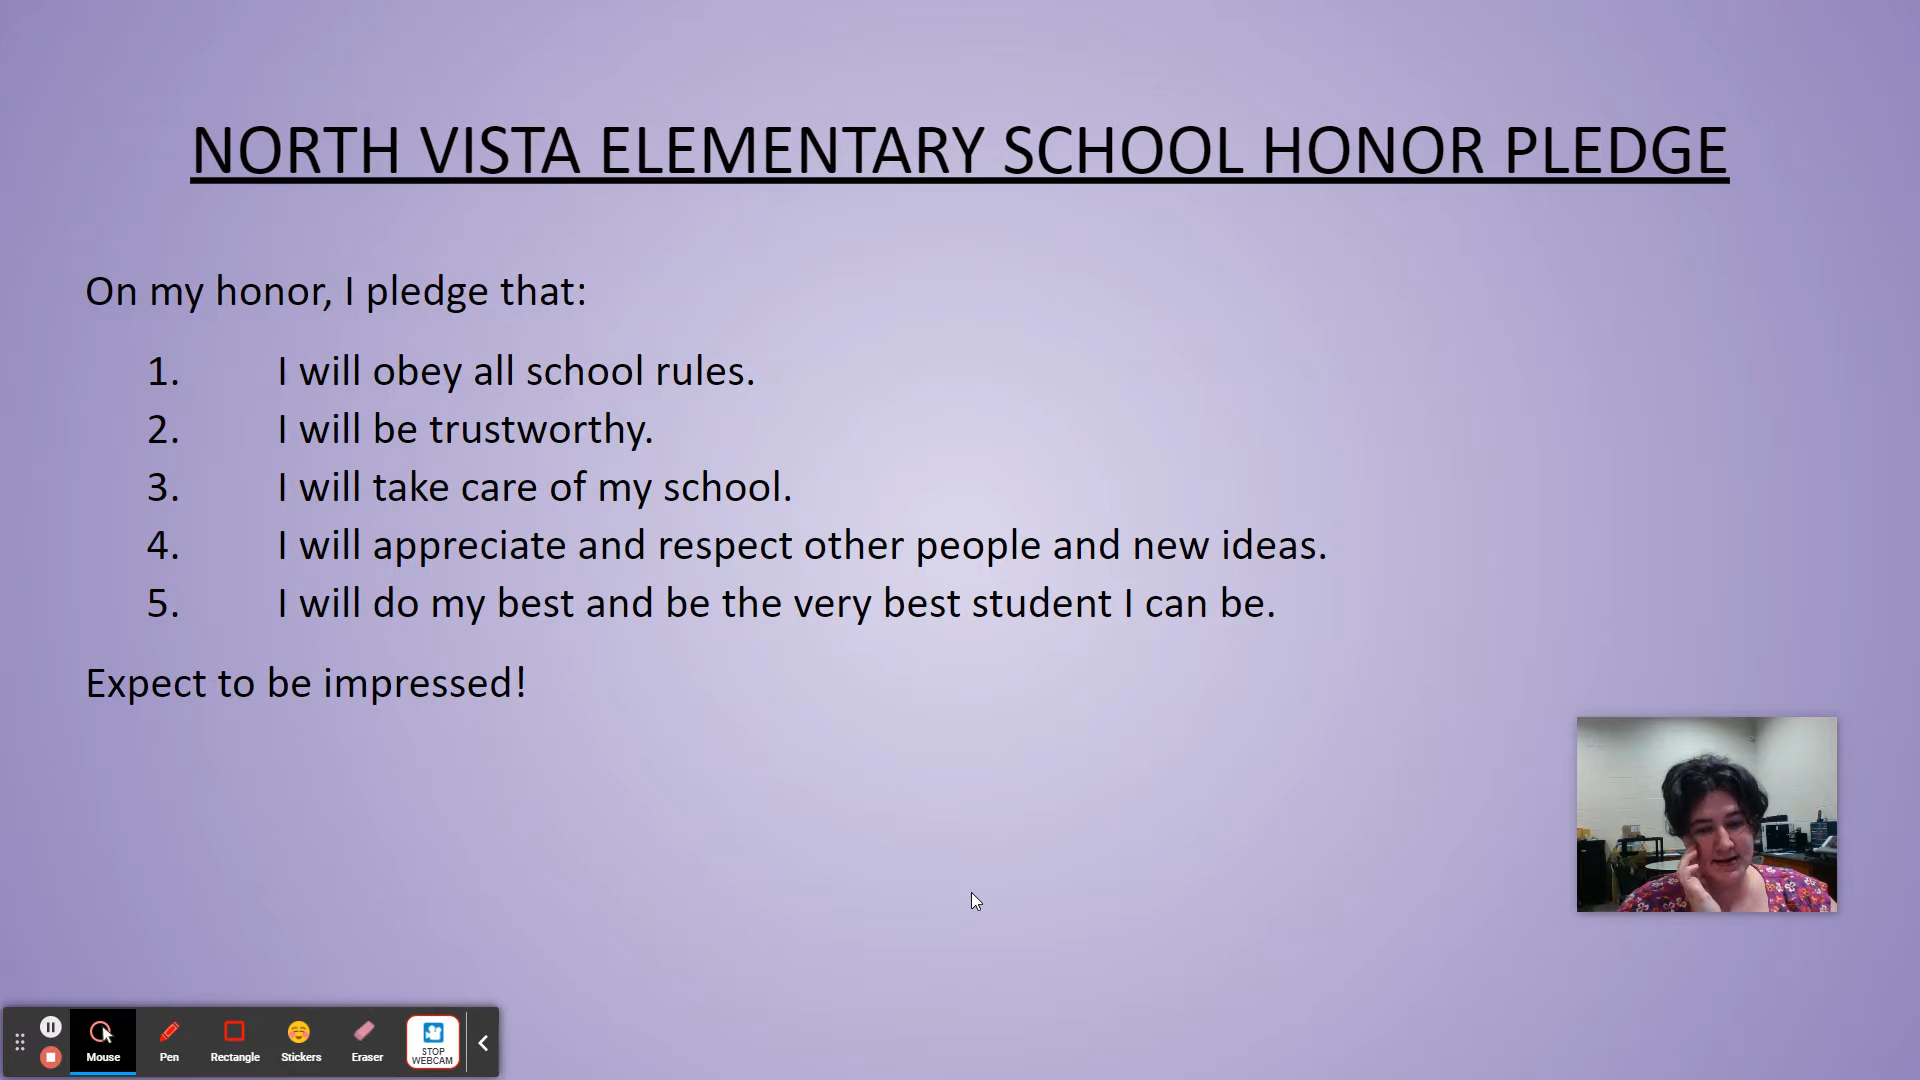 NORTH VISTA ELEMENTARY SCHOOL HONOR PLEDGE
On my honor, I pledge that:
1. I will obey all school rules.
2. I will be trustworthy.
3. I will take care of my school.
4. I will appreciate and respect other people and new ideas.
5. I will do my best and be the very best student I can be.
Expect to be impressed!
Mouse Pen Rectangle Stickers Eraser STOP
WEBCAM